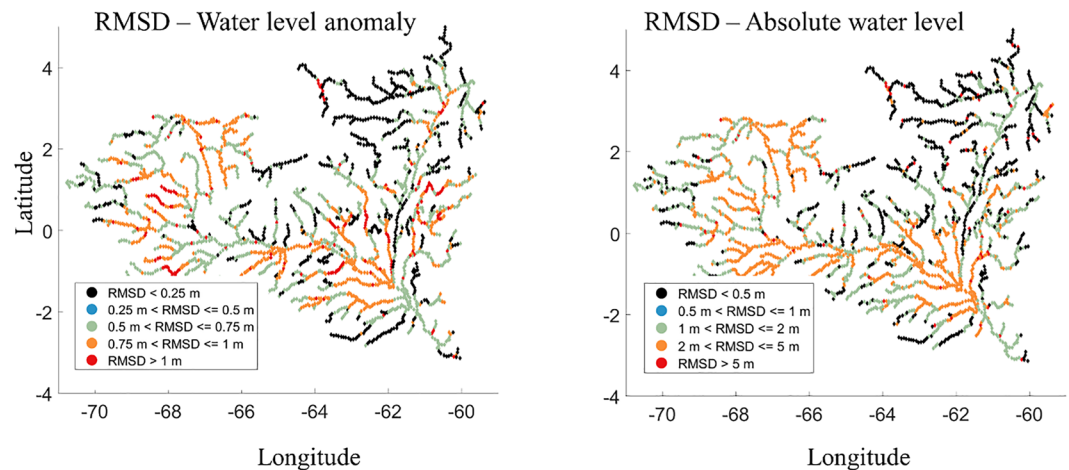 RMSD – Water level anomaly
4
2
0
-2
-4
Latitude
RMSD < 0.25 m
0.25 m < RMSD <= 0.5 m
0.5 m < RMSD <= 0.75 m
0.75 m < RMSD <= 1 m
RMSD > 1 m
-70 -68 -66 -64 -62 -60
Longitude
RMSD – Absolute water level
4
2
0
-2
-4
RMSD < 0.5 m
0.5 m < RMSD <= 1 m
1 m < RMSD <= 2 m
2 m < RMSD <= 5 m
RMSD > 5 m
-70 -68 -66 -64 -62 -60
Longitude